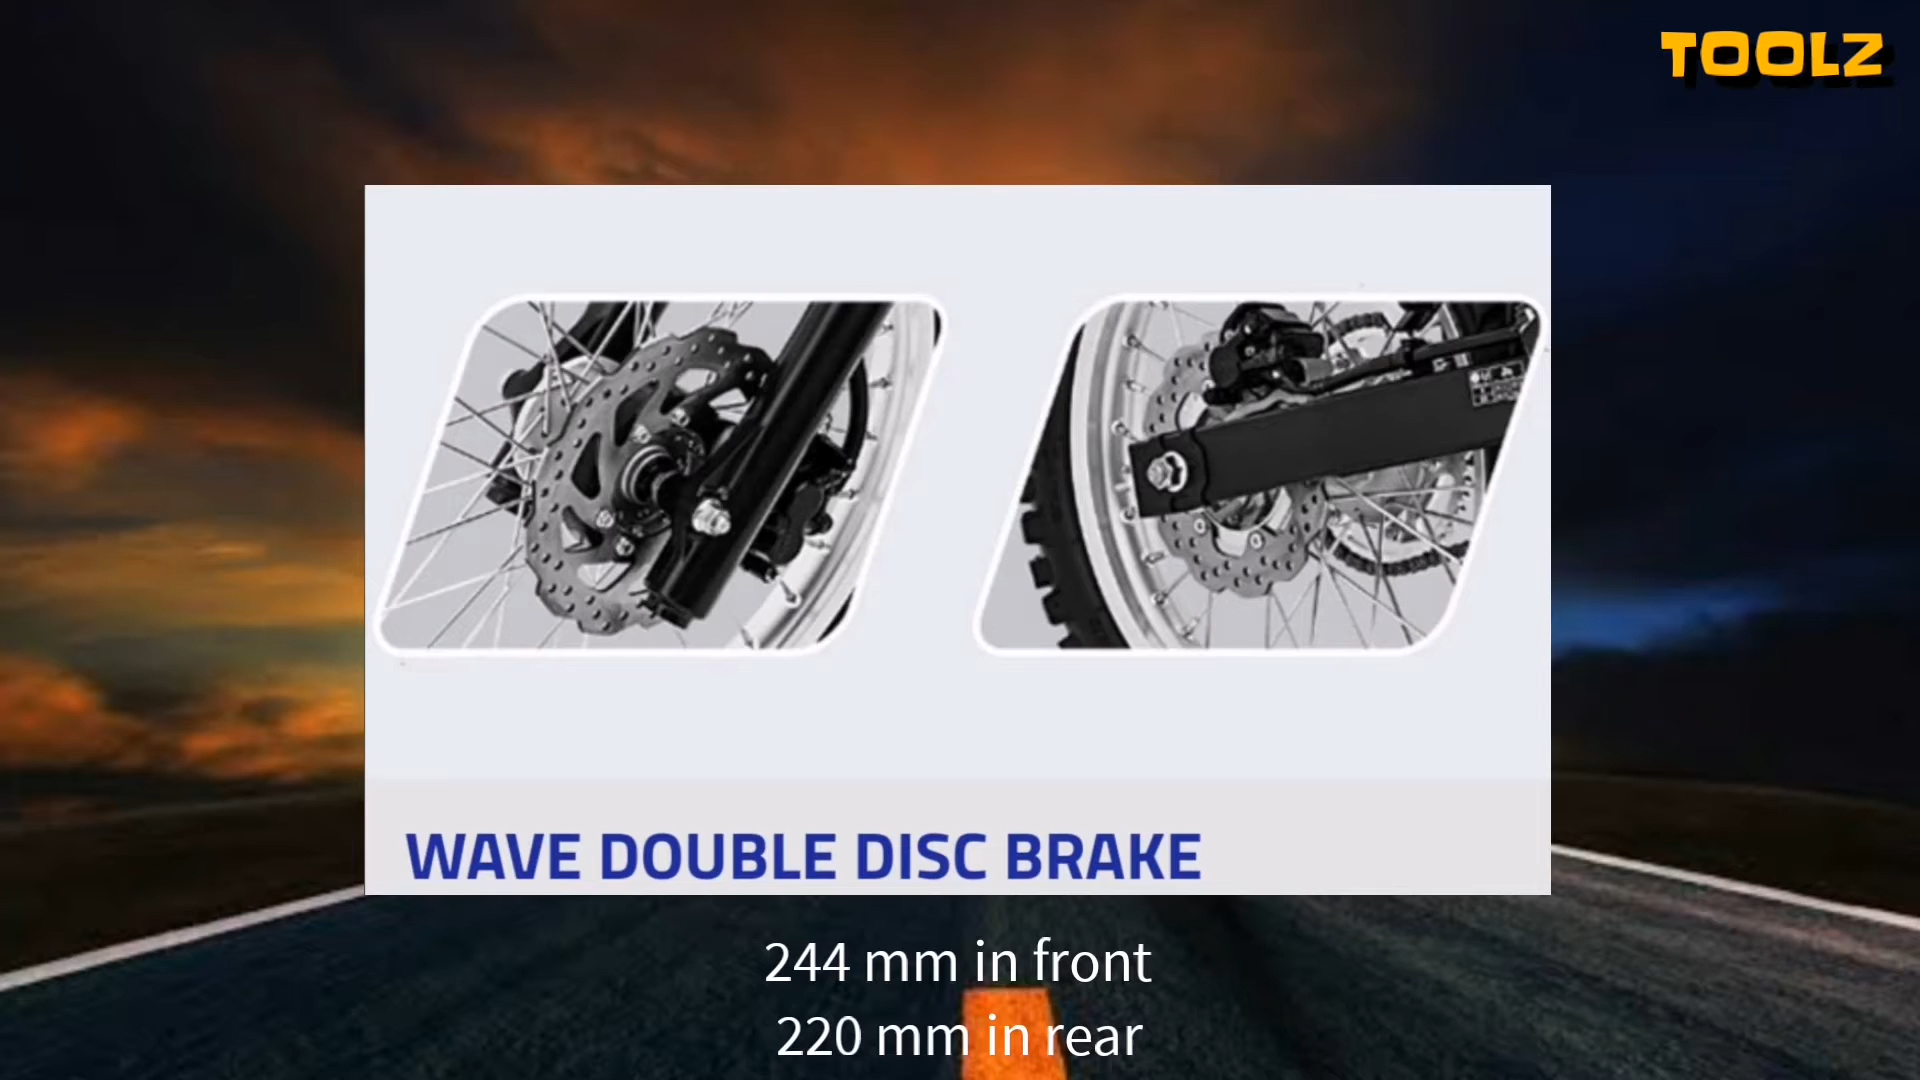 TOOLZ
WAVE DOUBLE DISC BRAKE
244 mm in front
220 mm in rear